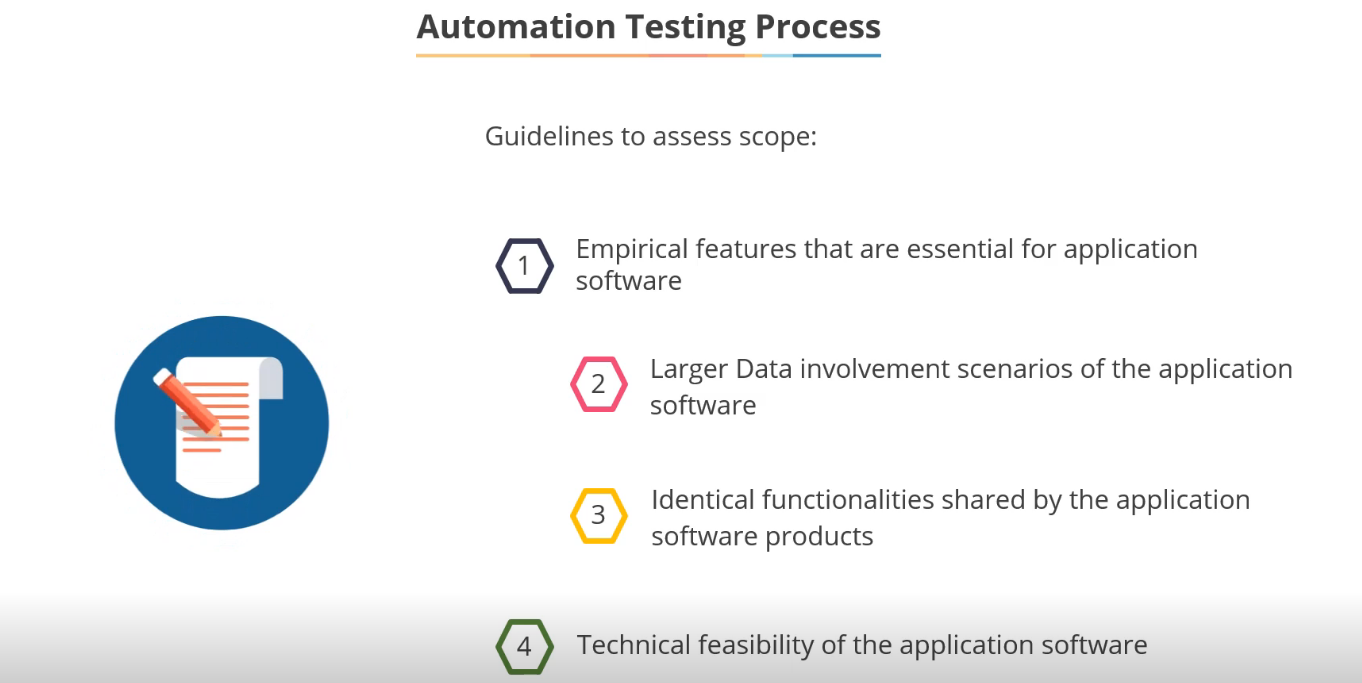 Automation Testing Process
Guidelines to assess scope:
1
Empirical features that are essential for application
software
2
Larger Data involvement scenarios of the application
software
3
Identical functionalities shared by the application
software products
4
Technical feasibility of the application software